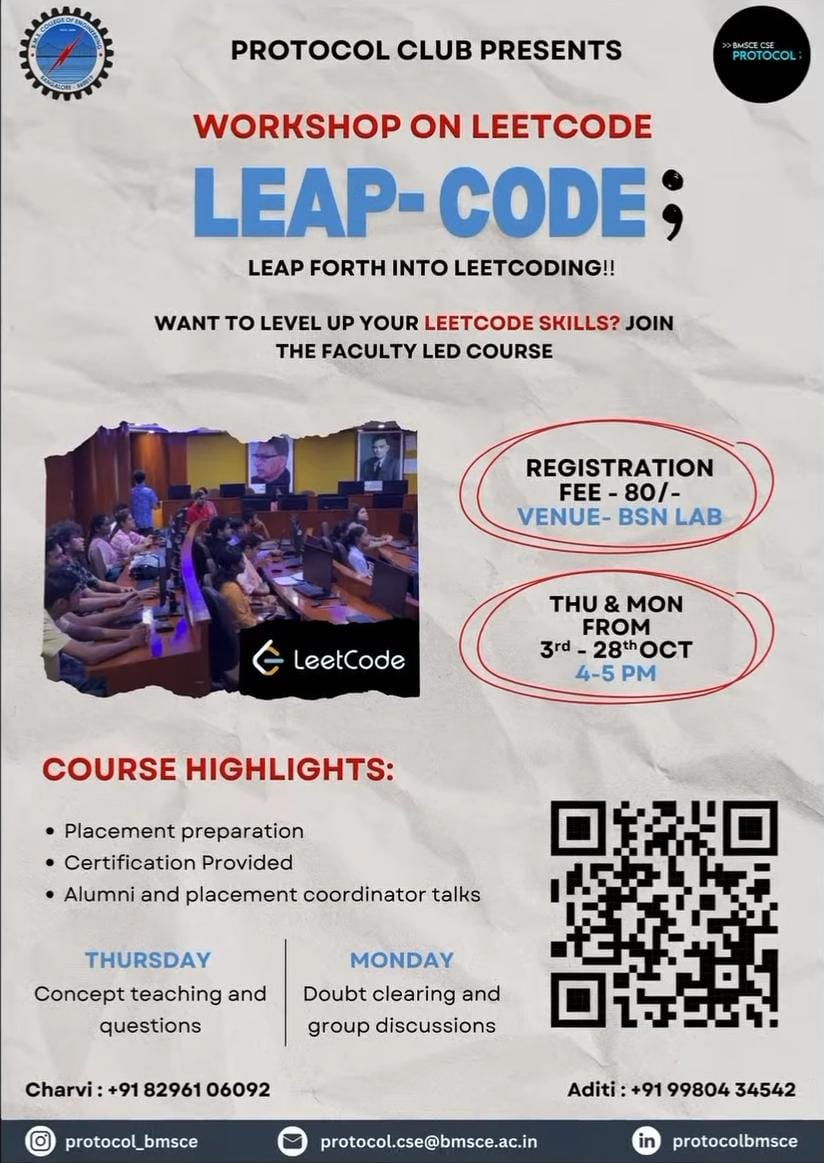 B.M.S. COLLEGE OF ENGINEERING
PROTOCOL CLUB PRESENTS
>> BMSCE CSE
PROTOCOL ;
WORKSHOP ON LEETCODE
LEAP- CODE ;
LEAP FORTH INTO LEETCODING!!
WANT TO LEVEL UP YOUR LEETCODE SKILLS? JOIN
THE FACULTY LED COURSE
REGISTRATION
FEE - 80/-
VENUE- BSN LAB
THU & MON
FROM
3rd - 28th OCT
4-5 PM
LeetCode
COURSE HIGHLIGHTS:
• Placement preparation
• Certification Provided
• Alumni and placement coordinator talks
THURSDAY
Concept teaching and
questions
MONDAY
Doubt clearing and
group discussions
Charvi : +91 82961 06092
Aditi : +91 99804 34542
protocol_bmsce
protocol.cse@bmsce.ac.in
protocolbmsce